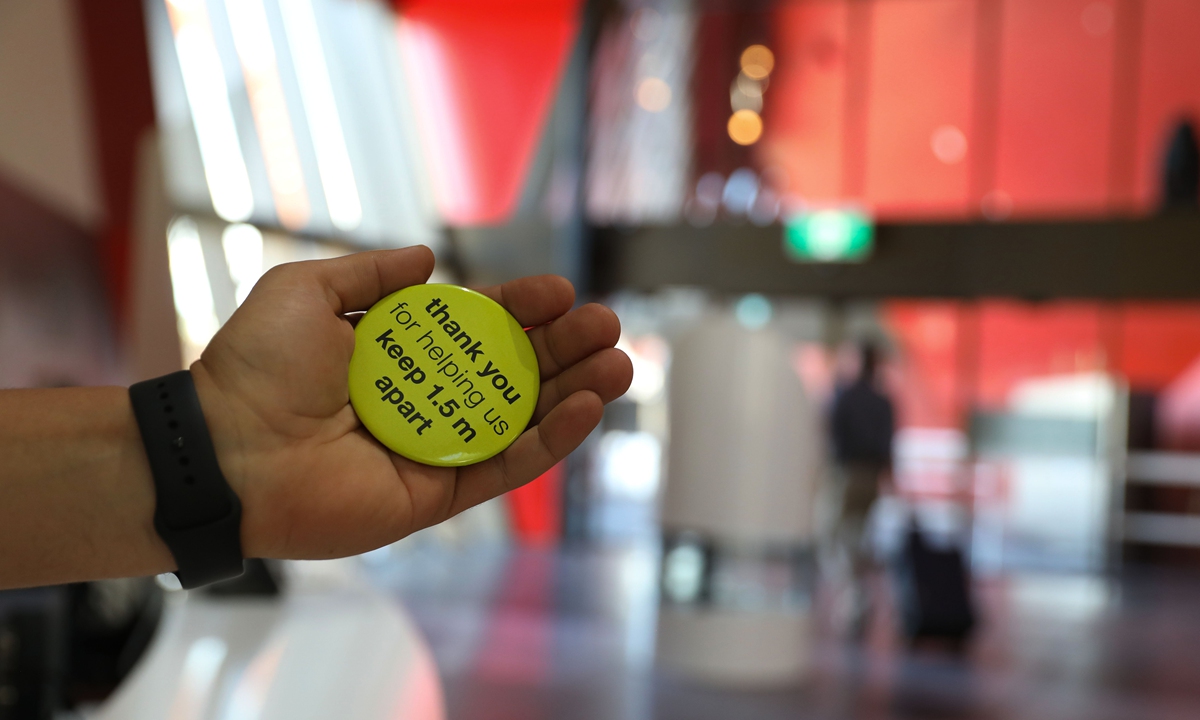 thank you
for helping us
keep 1.5 m
apart